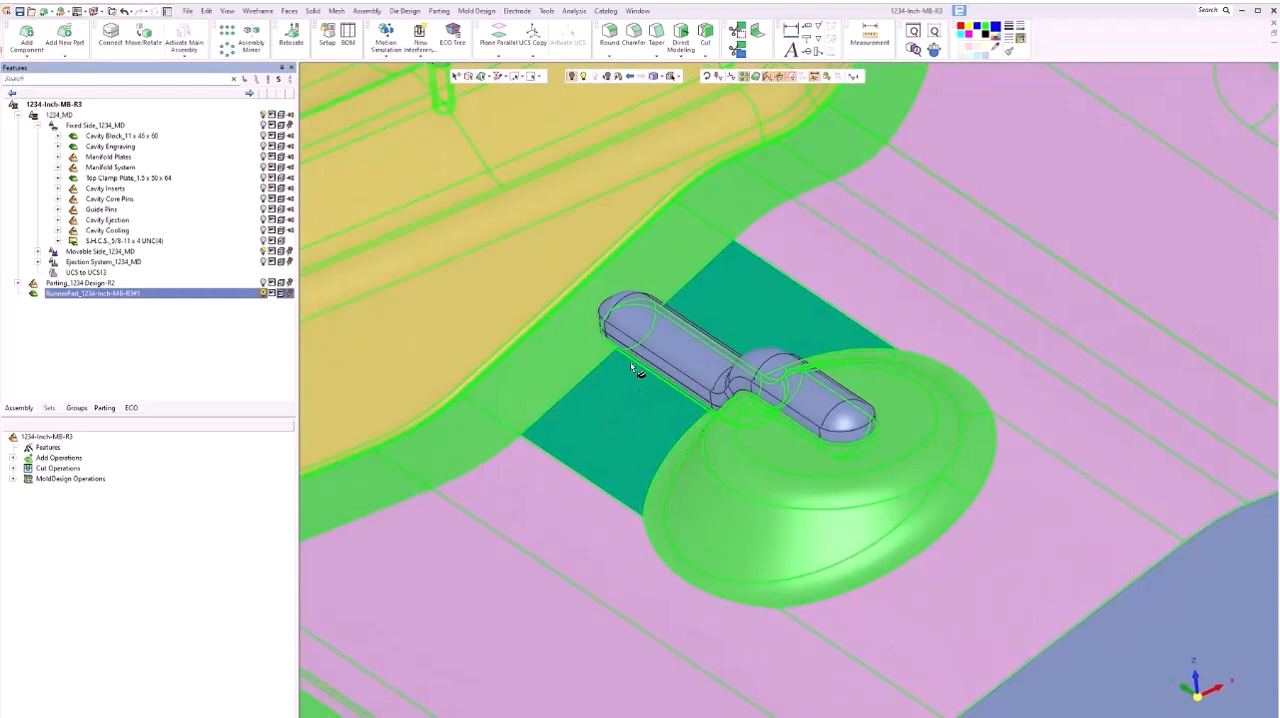 File Edit View Wireframe Faces Solid Mesh Assembly Die Design Parting Mold Design Electrode Tools Analysis Catalog Window
1234-Inch-MB-R3
Search
Add Component
Add New Part
Connect
Move/Rotate
Activate Main Assembly
Assembly Mirror
Relocate
Setup
BOM
Motion Simulation
New Interferen...
ECO Tree
Plane Parallel
UCS Copy
Activate UCS
Round
Chamfer
Taper
Direct Modeling
Cut
Measurement
Features
Search
1234-Inch-MB-R3
1234_MD
Fixed Side_1234_MD
Cavity Block_11 x 46 x 60
Cavity Engraving
Manifold Plates
Manifold System
Top Clamp Plate_1.5 x 50 x 64
Cavity Inserts
Cavity Core Pins
Guide Pins
Cavity Ejection
Cavity Cooling
S.H.C.S._5/8-11 x 4 UNC(4)
Movable Side_1234_MD
Ejection System_1234_MD
UCS to UCS13
Parting_1234 Design-R2
RunnerPart_1234-Inch-MB-R3#1
Assembly Sets Groups Parting ECO
1234-Inch-MB-R3
Features
Add Operations
Cut Operations
MoldDesign Operations
Z
X